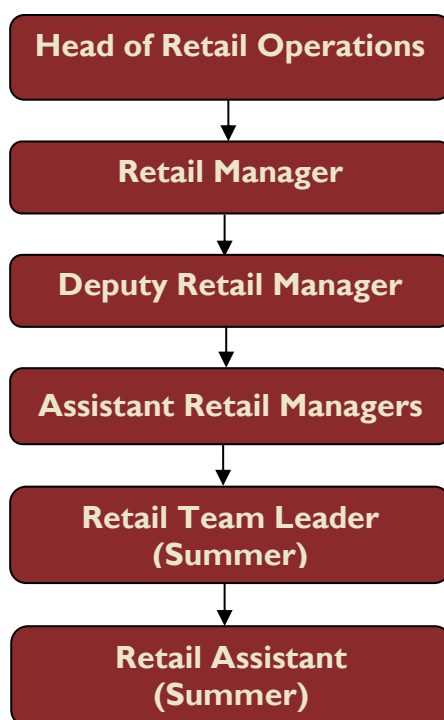 Head of Retail Operations
Retail Manager
Deputy Retail Manager
Assistant Retail Managers
Retail Team Leader
(Summer)
Retail Assistant
(Summer)